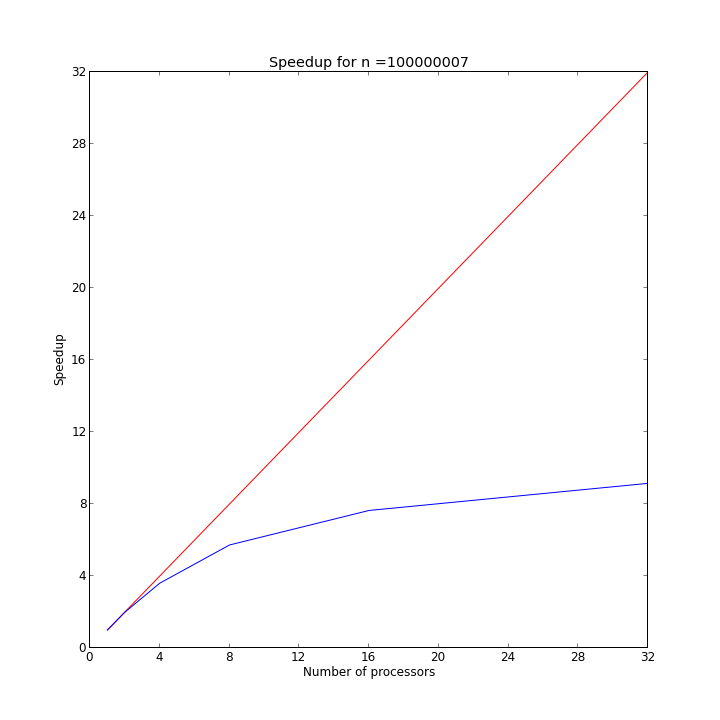 Speedup for n =100000007
32
28
24
20
16
12
8
4
0
Speedup
0 4 8 12 16 20 24 28 32
Number of processors